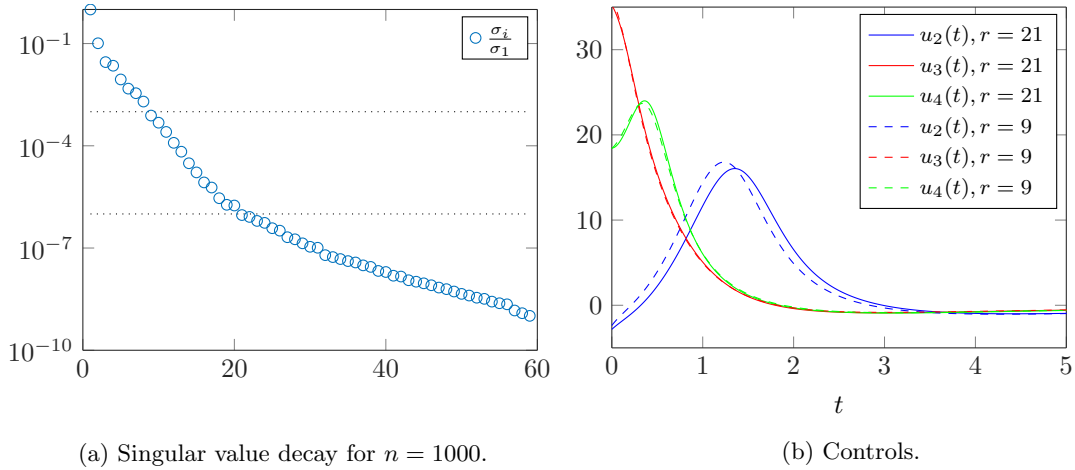 10^{-1}
10^{-4}
10^{-7}
10^{-10}
0
20
40
60
σ_i/σ_1
(a) Singular value decay for n = 1000.
30
20
10
0
0
1
2
3
4
5
t
u_2(t), r = 21
u_3(t), r = 21
u_4(t), r = 21
u_2(t), r = 9
u_3(t), r = 9
u_4(t), r = 9
(b) Controls.